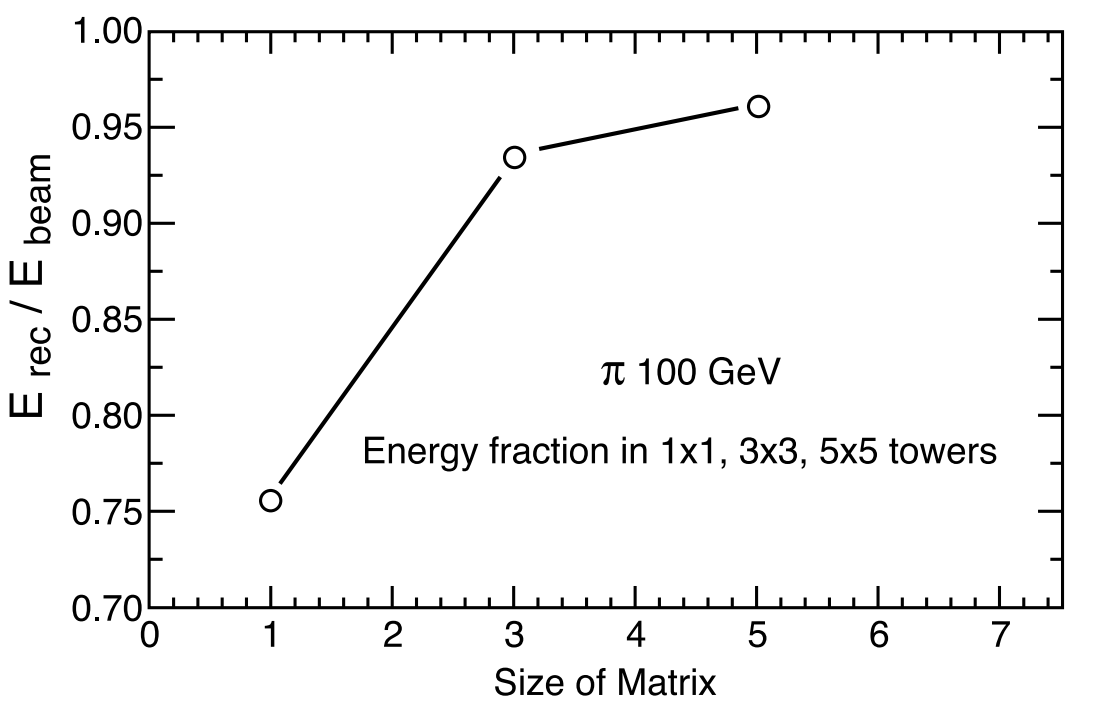 1.00
0.95
0.90
0.85
0.80
0.75
0.70
E rec / E beam
π 100 GeV
Energy fraction in 1x1, 3x3, 5x5 towers
0 1 2 3 4 5 6 7
Size of Matrix